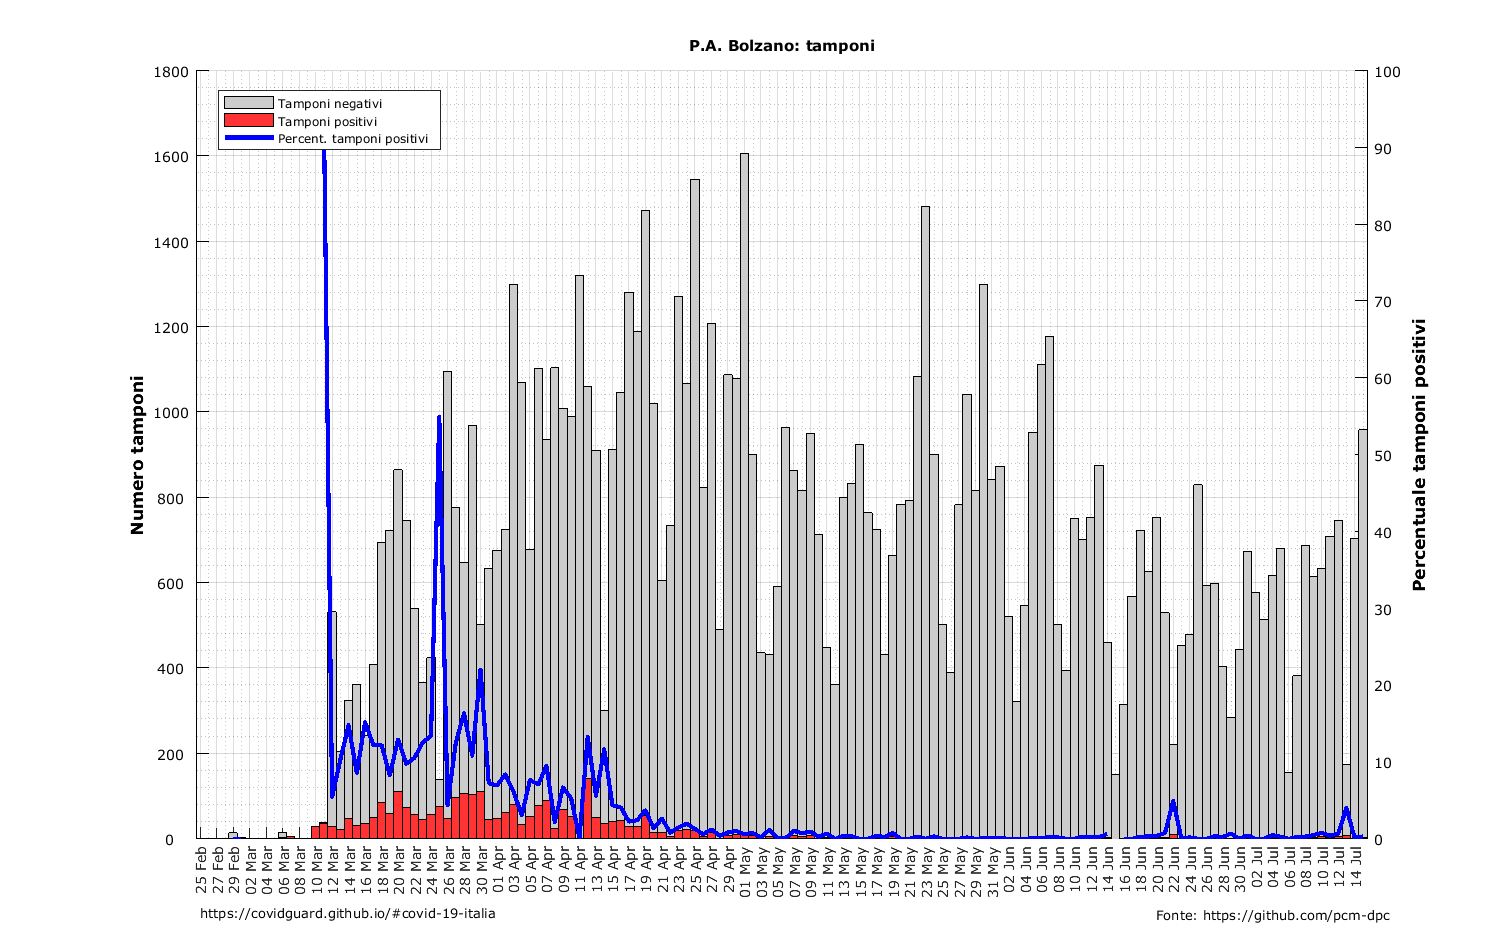 P.A. Bolzano: tamponi
Tamponi negativi
Tamponi positivi
Percent. tamponi positivi
Numero tamponi
1800
1600
1400
1200
1000
800
600
400
200
0
Percentuale tamponi positivi
100
90
80
70
60
50
40
30
20
10
0
25 Feb
27 Feb
29 Feb
02 Mar
04 Mar
06 Mar
08 Mar
10 Mar
12 Mar
14 Mar
16 Mar
18 Mar
20 Mar
22 Mar
24 Mar
26 Mar
28 Mar
30 Mar
01 Apr
03 Apr
05 Apr
07 Apr
09 Apr
11 Apr
13 Apr
15 Apr
17 Apr
19 Apr
21 Apr
23 Apr
25 Apr
27 Apr
29 Apr
01 May
03 May
05 May
07 May
09 May
11 May
13 May
15 May
17 May
19 May
21 May
23 May
25 May
27 May
29 May
31 May
02 Jun
04 Jun
06 Jun
08 Jun
10 Jun
12 Jun
14 Jun
16 Jun
18 Jun
20 Jun
22 Jun
24 Jun
26 Jun
28 Jun
30 Jun
02 Jul
04 Jul
06 Jul
08 Jul
10 Jul
12 Jul
14 Jul
https://covidguard.github.io/#covid-19-italia
Fonte: https://github.com/pcm-dpc